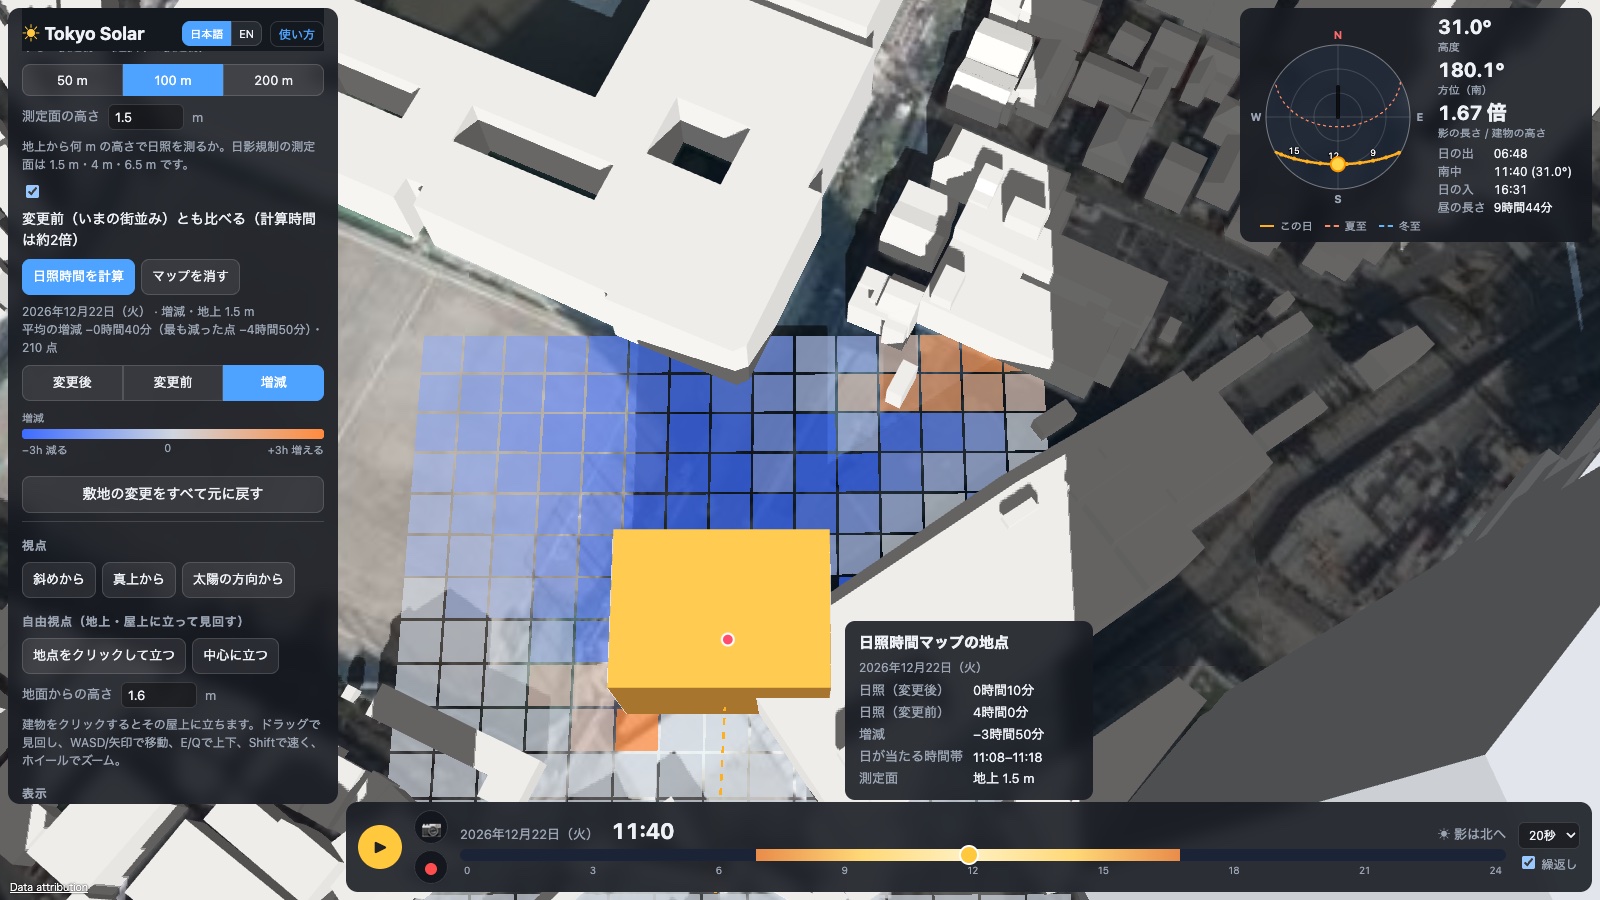 Tokyo Solar
日本語
EN
使い方
50 m
100 m
200 m
測定面の高さ 1.5 m
地上から何 m の高さで日照を測るか。日影規制の測定
面は 1.5 m・4 m・6.5 m です。
変更前（いまの街並み）とも比べる（計算時間
は約2倍）
日照時間を計算
マップを消す
2026年12月22日（火）・増減・地上 1.5 m
平均の増減 −0時間40分（最も減った点 −4時間50分）・
210 点
変更後
変更前
増減
増減
−3h 減る
0
+3h 増える
敷地の変更をすべて元に戻す
視点
斜めから
真上から
太陽の方向から
自由視点（地上・屋上に立って見回す）
地点をクリックして立つ
中心に立つ
地面からの高さ 1.6 m
建物をクリックするとその屋上に立ちます。ドラッグで
見回し、WASD/矢印で移動、E/Qで上下、Shiftで速く、
ホイールでズーム。
表示
Data attribution
N
W
E
S
15
12
9
この日
夏至
冬至
31.0°
高度
180.1°
方位（南）
1.67 倍
影の長さ / 建物の高さ
日の出 06:48
南中 11:40 (31.0°)
日の入 16:31
昼の長さ 9時間44分
日照時間マップの地点
2026年12月22日（火）
日照（変更後） 0時間10分
日照（変更前） 4時間0分
増減 −3時間50分
日が当たる時間帯 11:08–11:18
測定面 地上 1.5 m
2026年12月22日（火） 11:40
影は北へ
20秒
繰返し
0
3
6
9
12
15
18
21
24